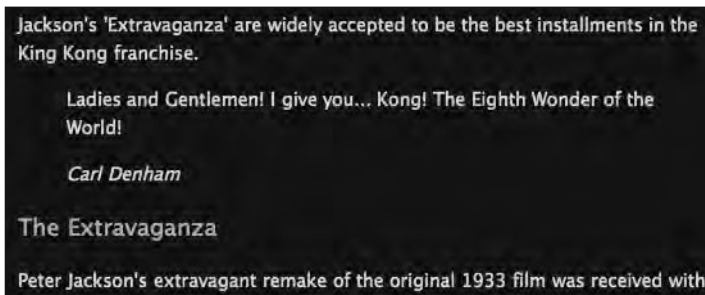 Jackson's 'Extravaganza' are widely accepted to be the best installments in the
King Kong franchise.
Ladies and Gentlemen! I give you... Kong! The Eighth Wonder of the
World!
Carl Denham
The Extravaganza
Peter Jackson's extravagant remake of the original 1933 film was received with